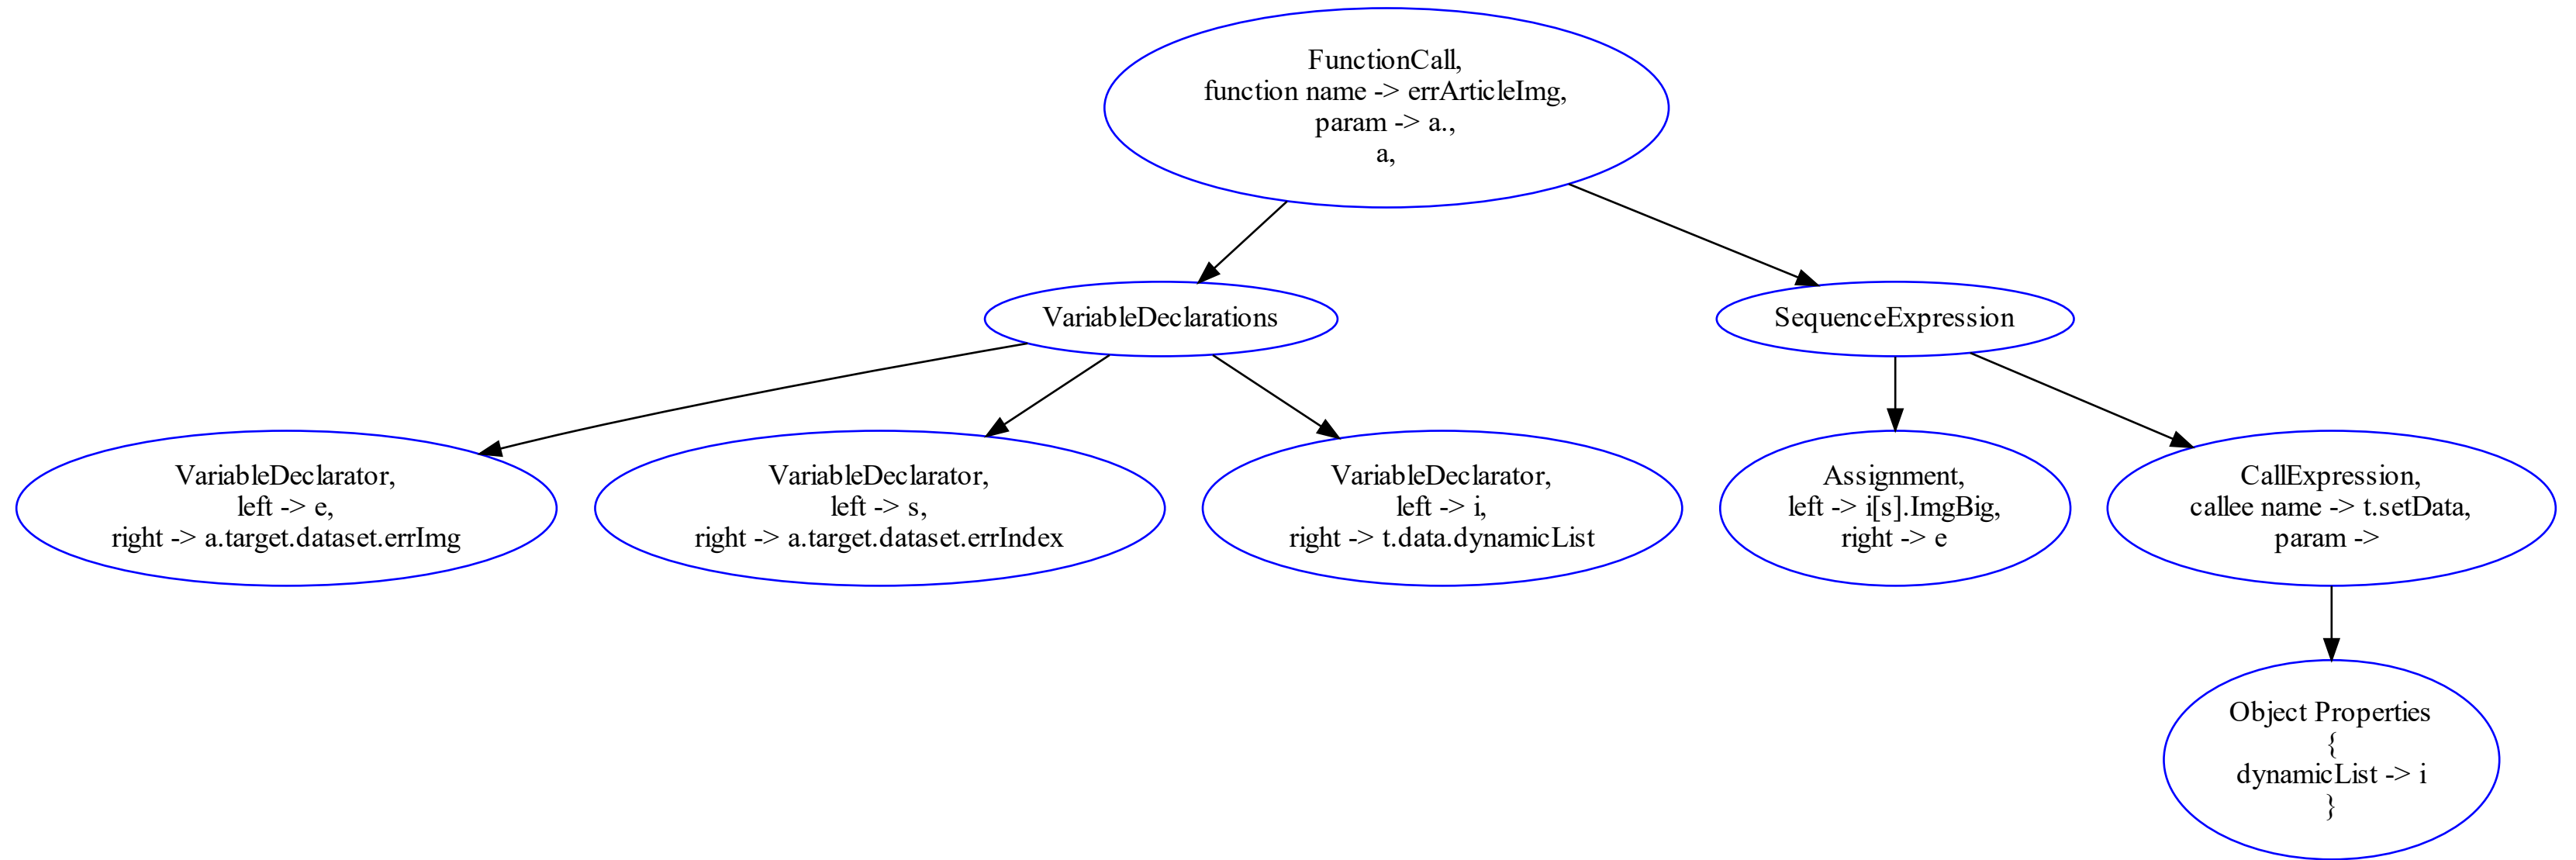 FunctionCall,
function name -> errArticleImg,
param -> a.,
a,
VariableDeclarations
SequenceExpression
VariableDeclarator,
left -> e,
right -> a.target.dataset.errImg
VariableDeclarator,
left -> s,
right -> a.target.dataset.errIndex
VariableDeclarator,
left -> i,
right -> t.data.dynamicList
Assignment,
left -> i[s].ImgBig,
right -> e
CallExpression,
callee name -> t.setData,
param ->
Object Properties
{
dynamicList -> i
}